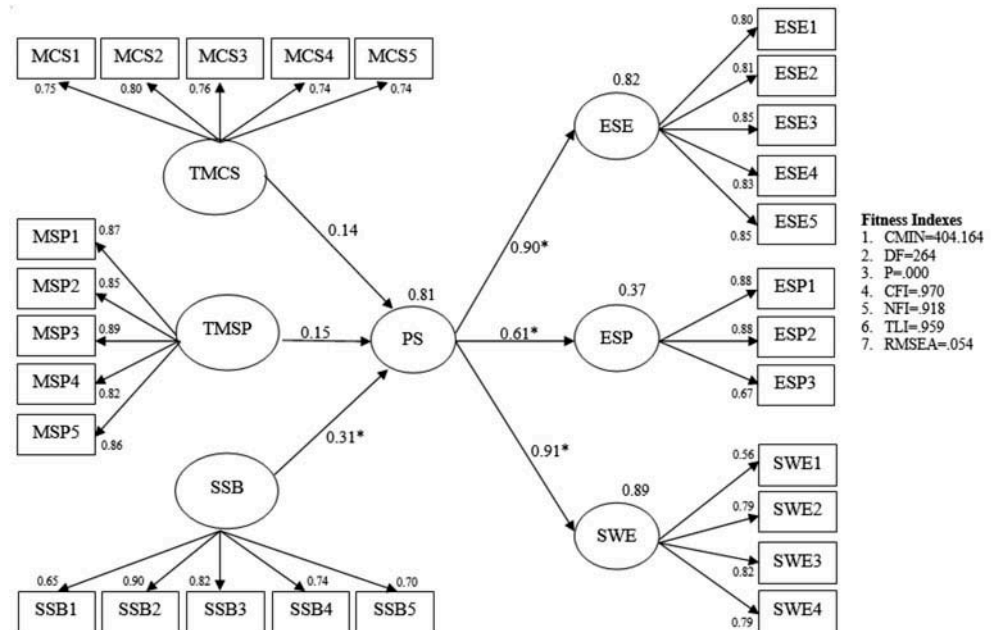 MCS1 MCS2 MCS3 MCS4 MCS5
0.75 0.80 0.76 0.74 0.74
TMCS
0.14
MSP1 0.87
MSP2 0.85
MSP3 0.89
MSP4 0.82
MSP5 0.86
TMSP
0.15
SSB
0.31*
0.65 0.90 0.82 0.74 0.70
SSB1 SSB2 SSB3 SSB4 SSB5
0.81
PS
0.90*
0.61*
0.91*
0.82
ESE
0.80 ESE1
0.81 ESE2
0.85 ESE3
0.83 ESE4
0.85 ESE5
0.37
ESP
0.88 ESP1
0.88 ESP2
0.67 ESP3
0.89
SWE
0.56 SWE1
0.79 SWE2
0.82 SWE3
0.79 SWE4
Fitness Indexes
1. CMIN=404.164
2. DF=264
3. P=.000
4. CFI=.970
5. NFI=.918
6. TLI=.959
7. RMSEA=.054